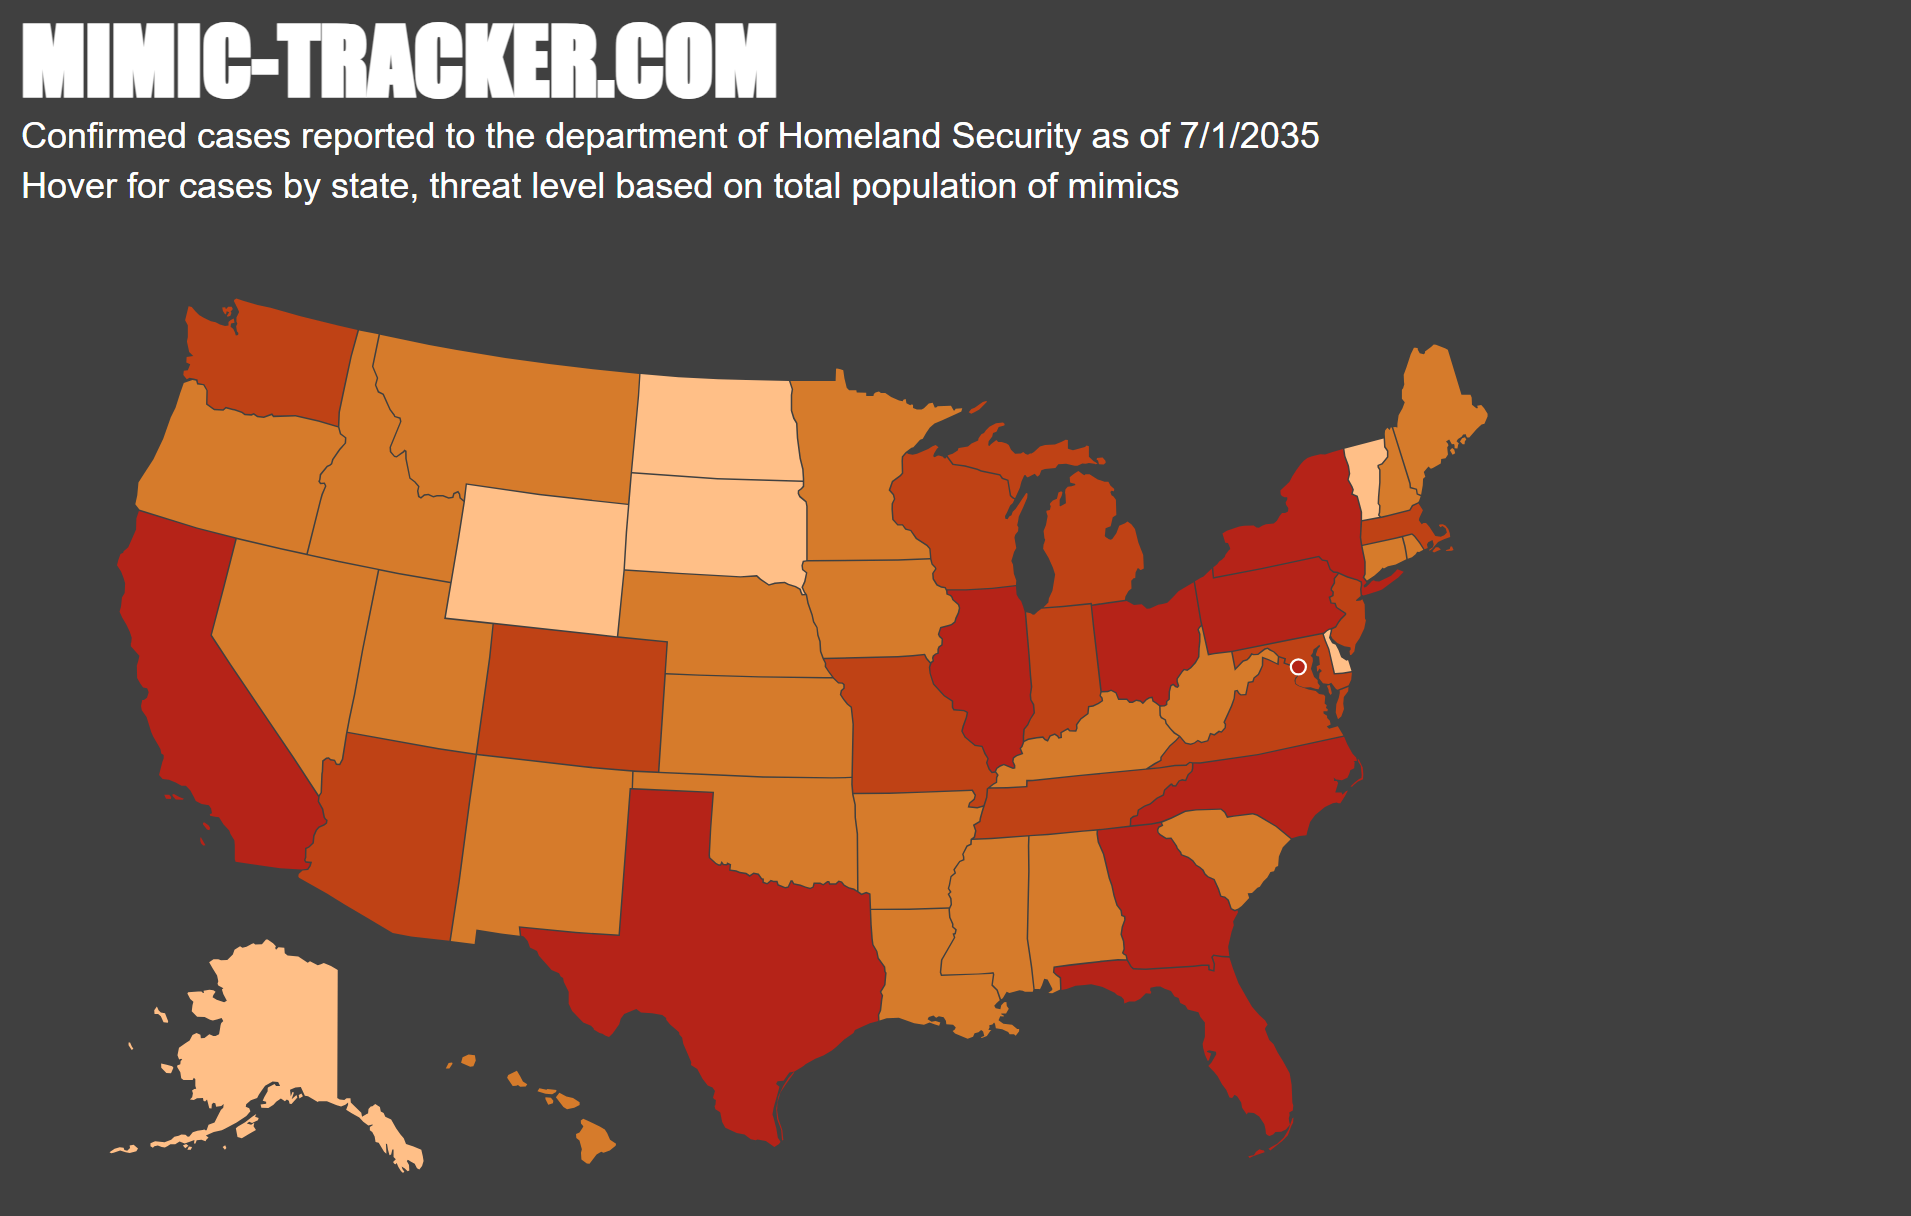 MIMIC-TRACKER.COM
Confirmed cases reported to the department of Homeland Security as of 7/1/2035
Hover for cases by state, threat level based on total population of mimics